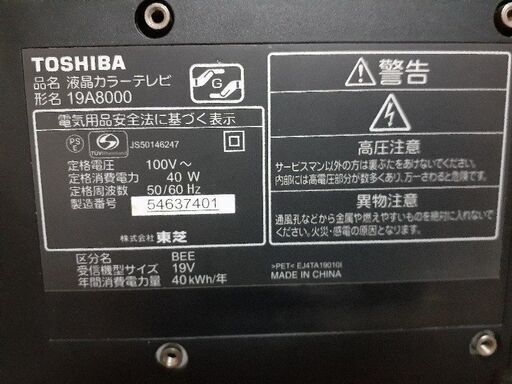 TOSHIBA
品名 液晶カラーテレビ
形名 19A8000
G
電気用品安全法に基づく表示
PS
E
TÜV Rheinland
JS50146247
定格電圧 100V～
定格消費電力 40 W
定格周波数 50/60 Hz
製造番号 54637401
株式会社 東芝
区分名 BEE
受信機型サイズ 19V
年間消費電力量 40 kWh/年
警告
高圧注意
サービスマン以外の方は裏ぶたをあけないでください。
内部には高電圧部分が数多くあり、万一さわると危険です。
異物注意
通風孔などから金属や燃えやすいものを絶対に入れないでください。火災・感電の原因となります。
>PET< EJ4TA19010I
MADE IN CHINA